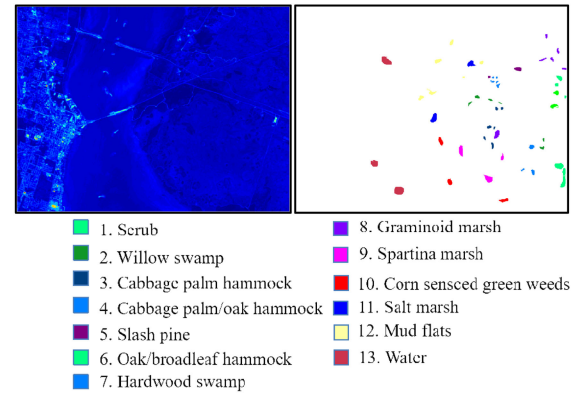 1. Scrub
2. Willow swamp
3. Cabbage palm hammock
4. Cabbage palm/oak hammock
5. Slash pine
6. Oak/broadleaf hammock
7. Hardwood swamp
8. Graminoid marsh
9. Spartina marsh
10. Corn sensced green weeds
11. Salt marsh
12. Mud flats
13. Water